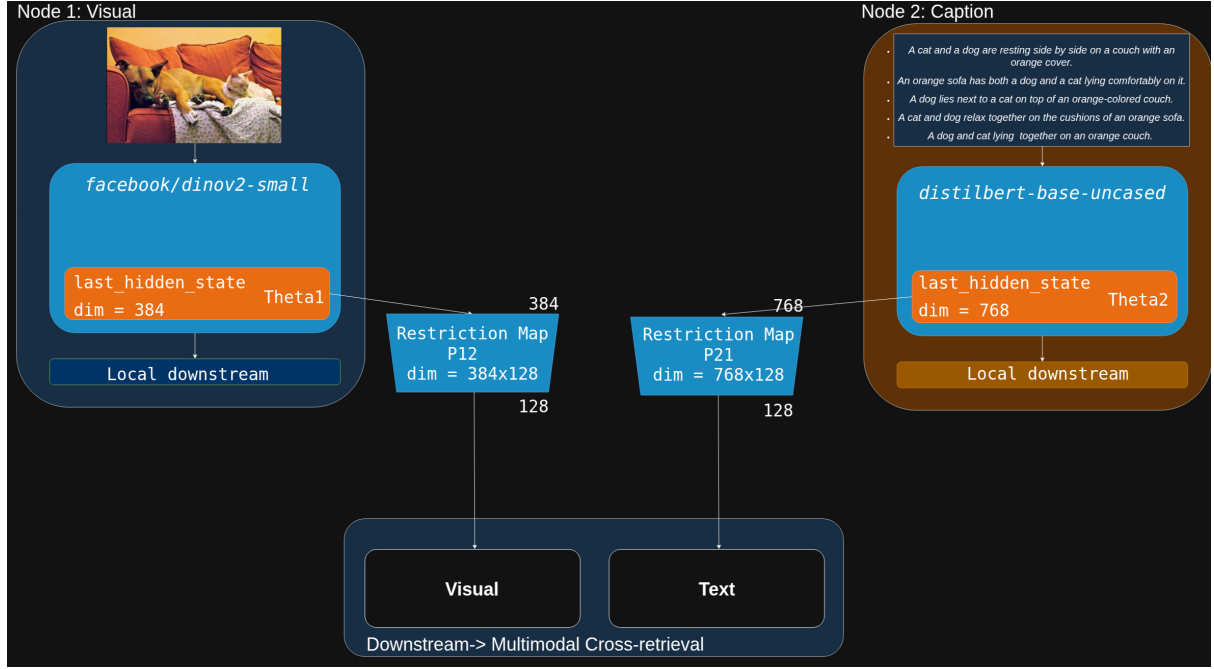 Node 1: Visual
facebook/dinov2-small
last_hidden_state
Theta1
dim = 384
Local downstream
Node 2: Caption
• A cat and a dog are resting side by side on a couch with an
orange cover.
• An orange sofa has both a dog and a cat lying comfortably on it.
• A dog lies next to a cat on top of an orange-colored couch.
• A cat and dog relax together on the cushions of an orange sofa.
• A dog and cat lying together on an orange couch.
distilbert-base-uncased
last_hidden_state
Theta2
dim = 768
Local downstream
384
Restriction Map
P12
dim = 384x128
128
768
Restriction Map
P21
dim = 768x128
128
Visual
Text
Downstream-> Multimodal Cross-retrieval